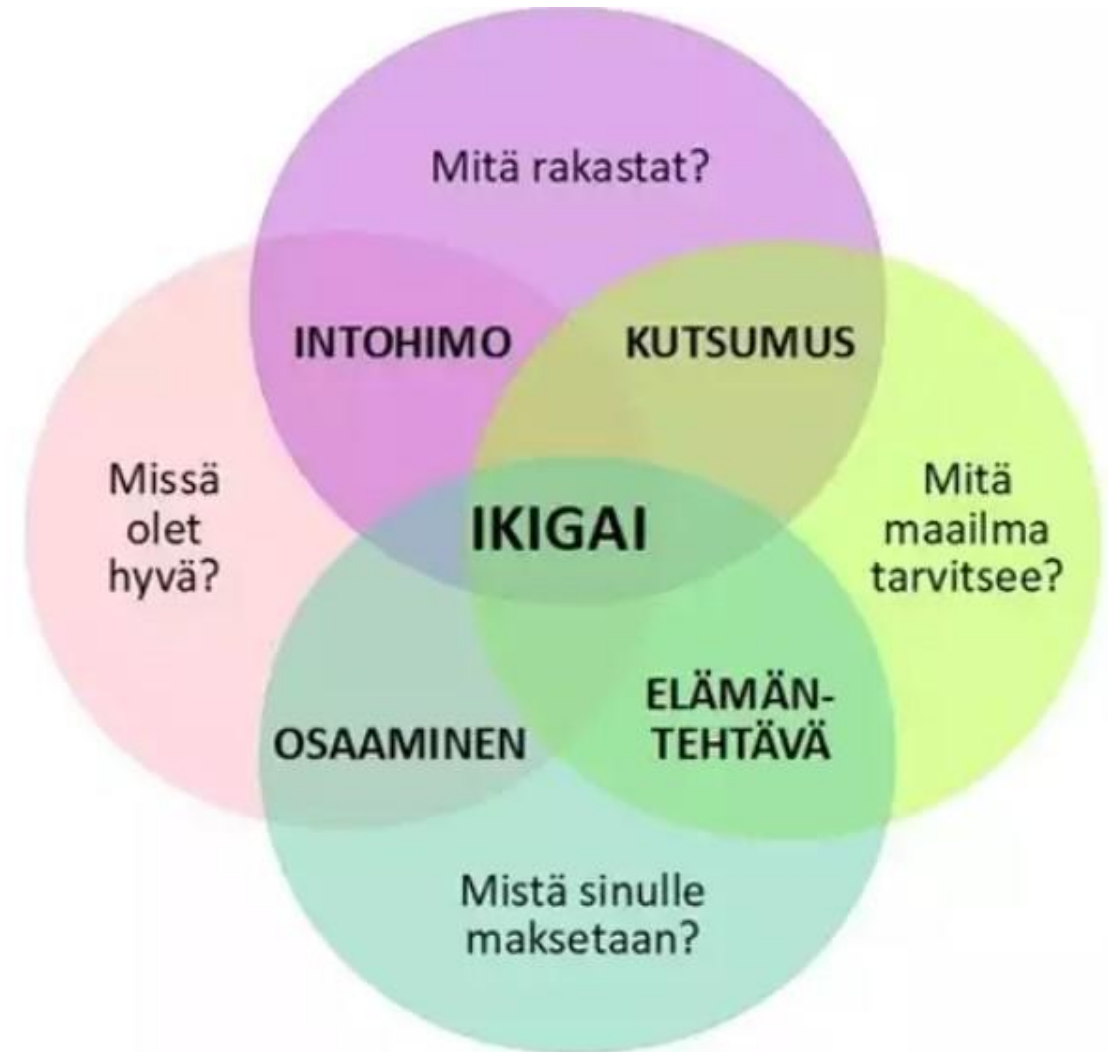 Mitä rakastat?
INTOHIMO
KUTSUMUS
Missä
olet
hyvä?
IKIGAI
Mitä
maailma
tarvitsee?
OSAAMINEN
ELÄMÄN-
TEHTÄVÄ
Mistä sinulle
maksetaan?